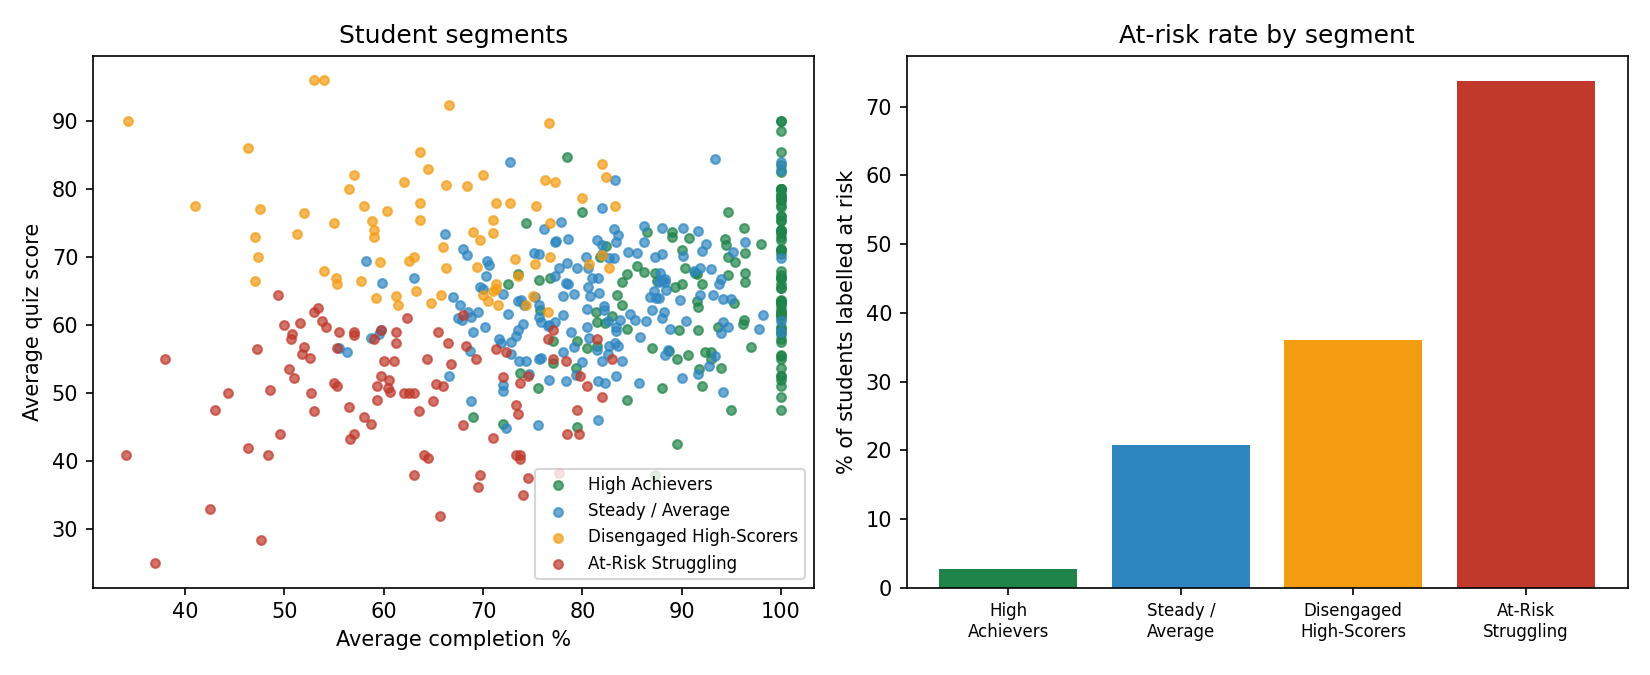 Student segments
Average quiz score
90
80
70
60
50
40
30
40 50 60 70 80 90 100
Average completion %
High Achievers
Steady / Average
Disengaged High-Scorers
At-Risk Struggling
At-risk rate by segment
% of students labelled at risk
70
60
50
40
30
20
10
0
High
Achievers
Steady /
Average
Disengaged
High-Scorers
At-Risk
Struggling